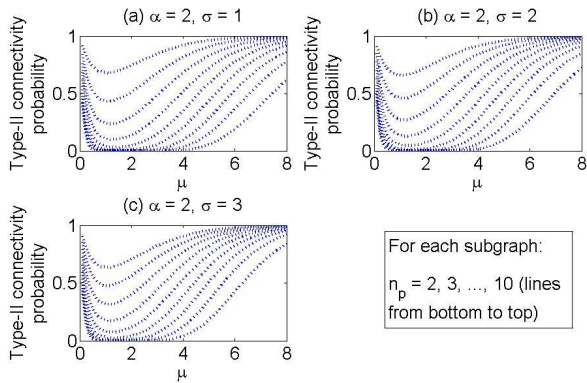 (a) α = 2, σ = 1
Type-II connectivity
probability
1
0.5
0
0 2 4 6 8
μ
(b) α = 2, σ = 2
Type-II connectivity
probability
1
0.5
0
0 2 4 6 8
μ
(c) α = 2, σ = 3
Type-II connectivity
probability
1
0.5
0
0 2 4 6 8
μ
For each subgraph:
n_p = 2, 3, ..., 10 (lines
from bottom to top)